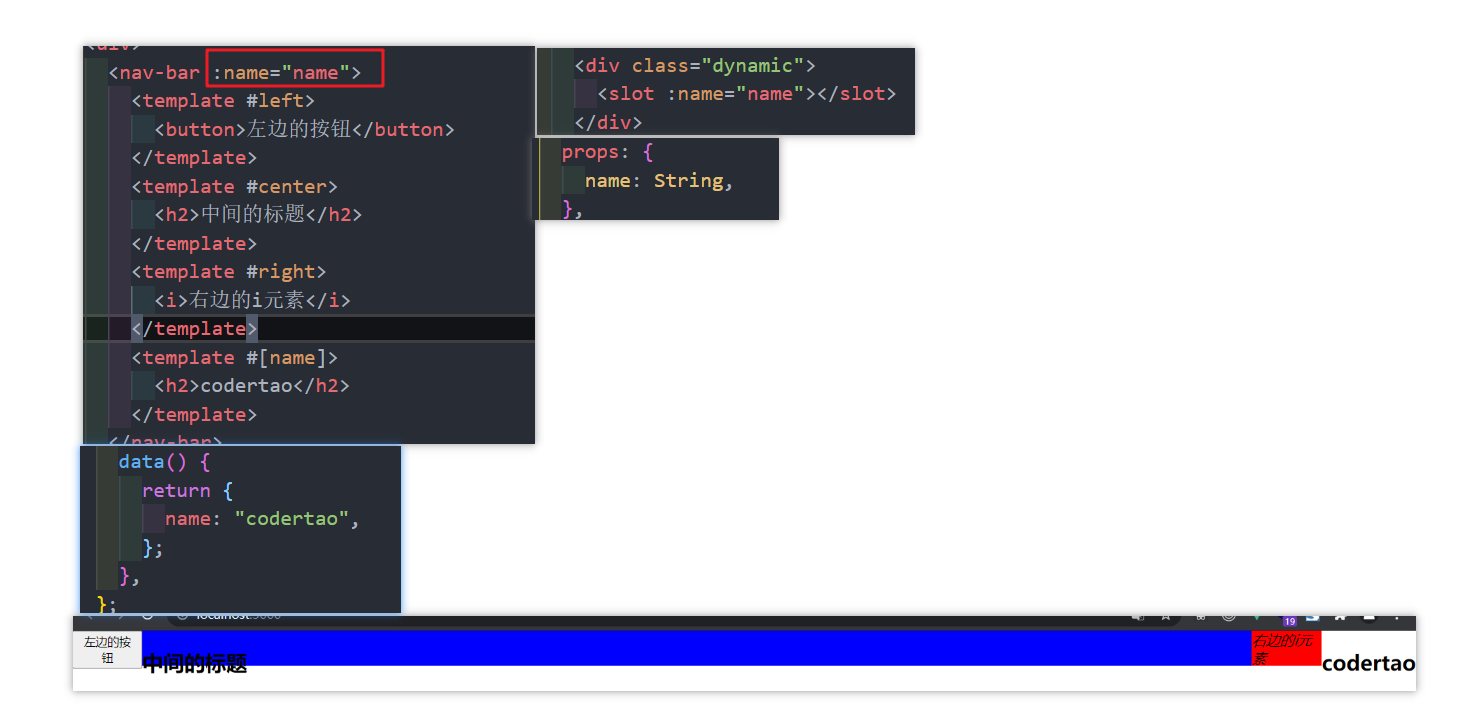 <div>
<nav-bar :name="name">
<template #left>
<button>左边的按钮</button>
</template>
<template #center>
<h2>中间的标题</h2>
</template>
<template #right>
<i>右边的i元素</i>
</template>
<template #[name]>
<h2>codertao</h2>
</template>
</nav-bar>
<div class="dynamic">
<slot :name="name"></slot>
</div>
props: {
name: String,
},
data() {
return {
name: "codertao",
};
},
};
19
左边的按
钮
中间的标题
右边的i元
素
codertao